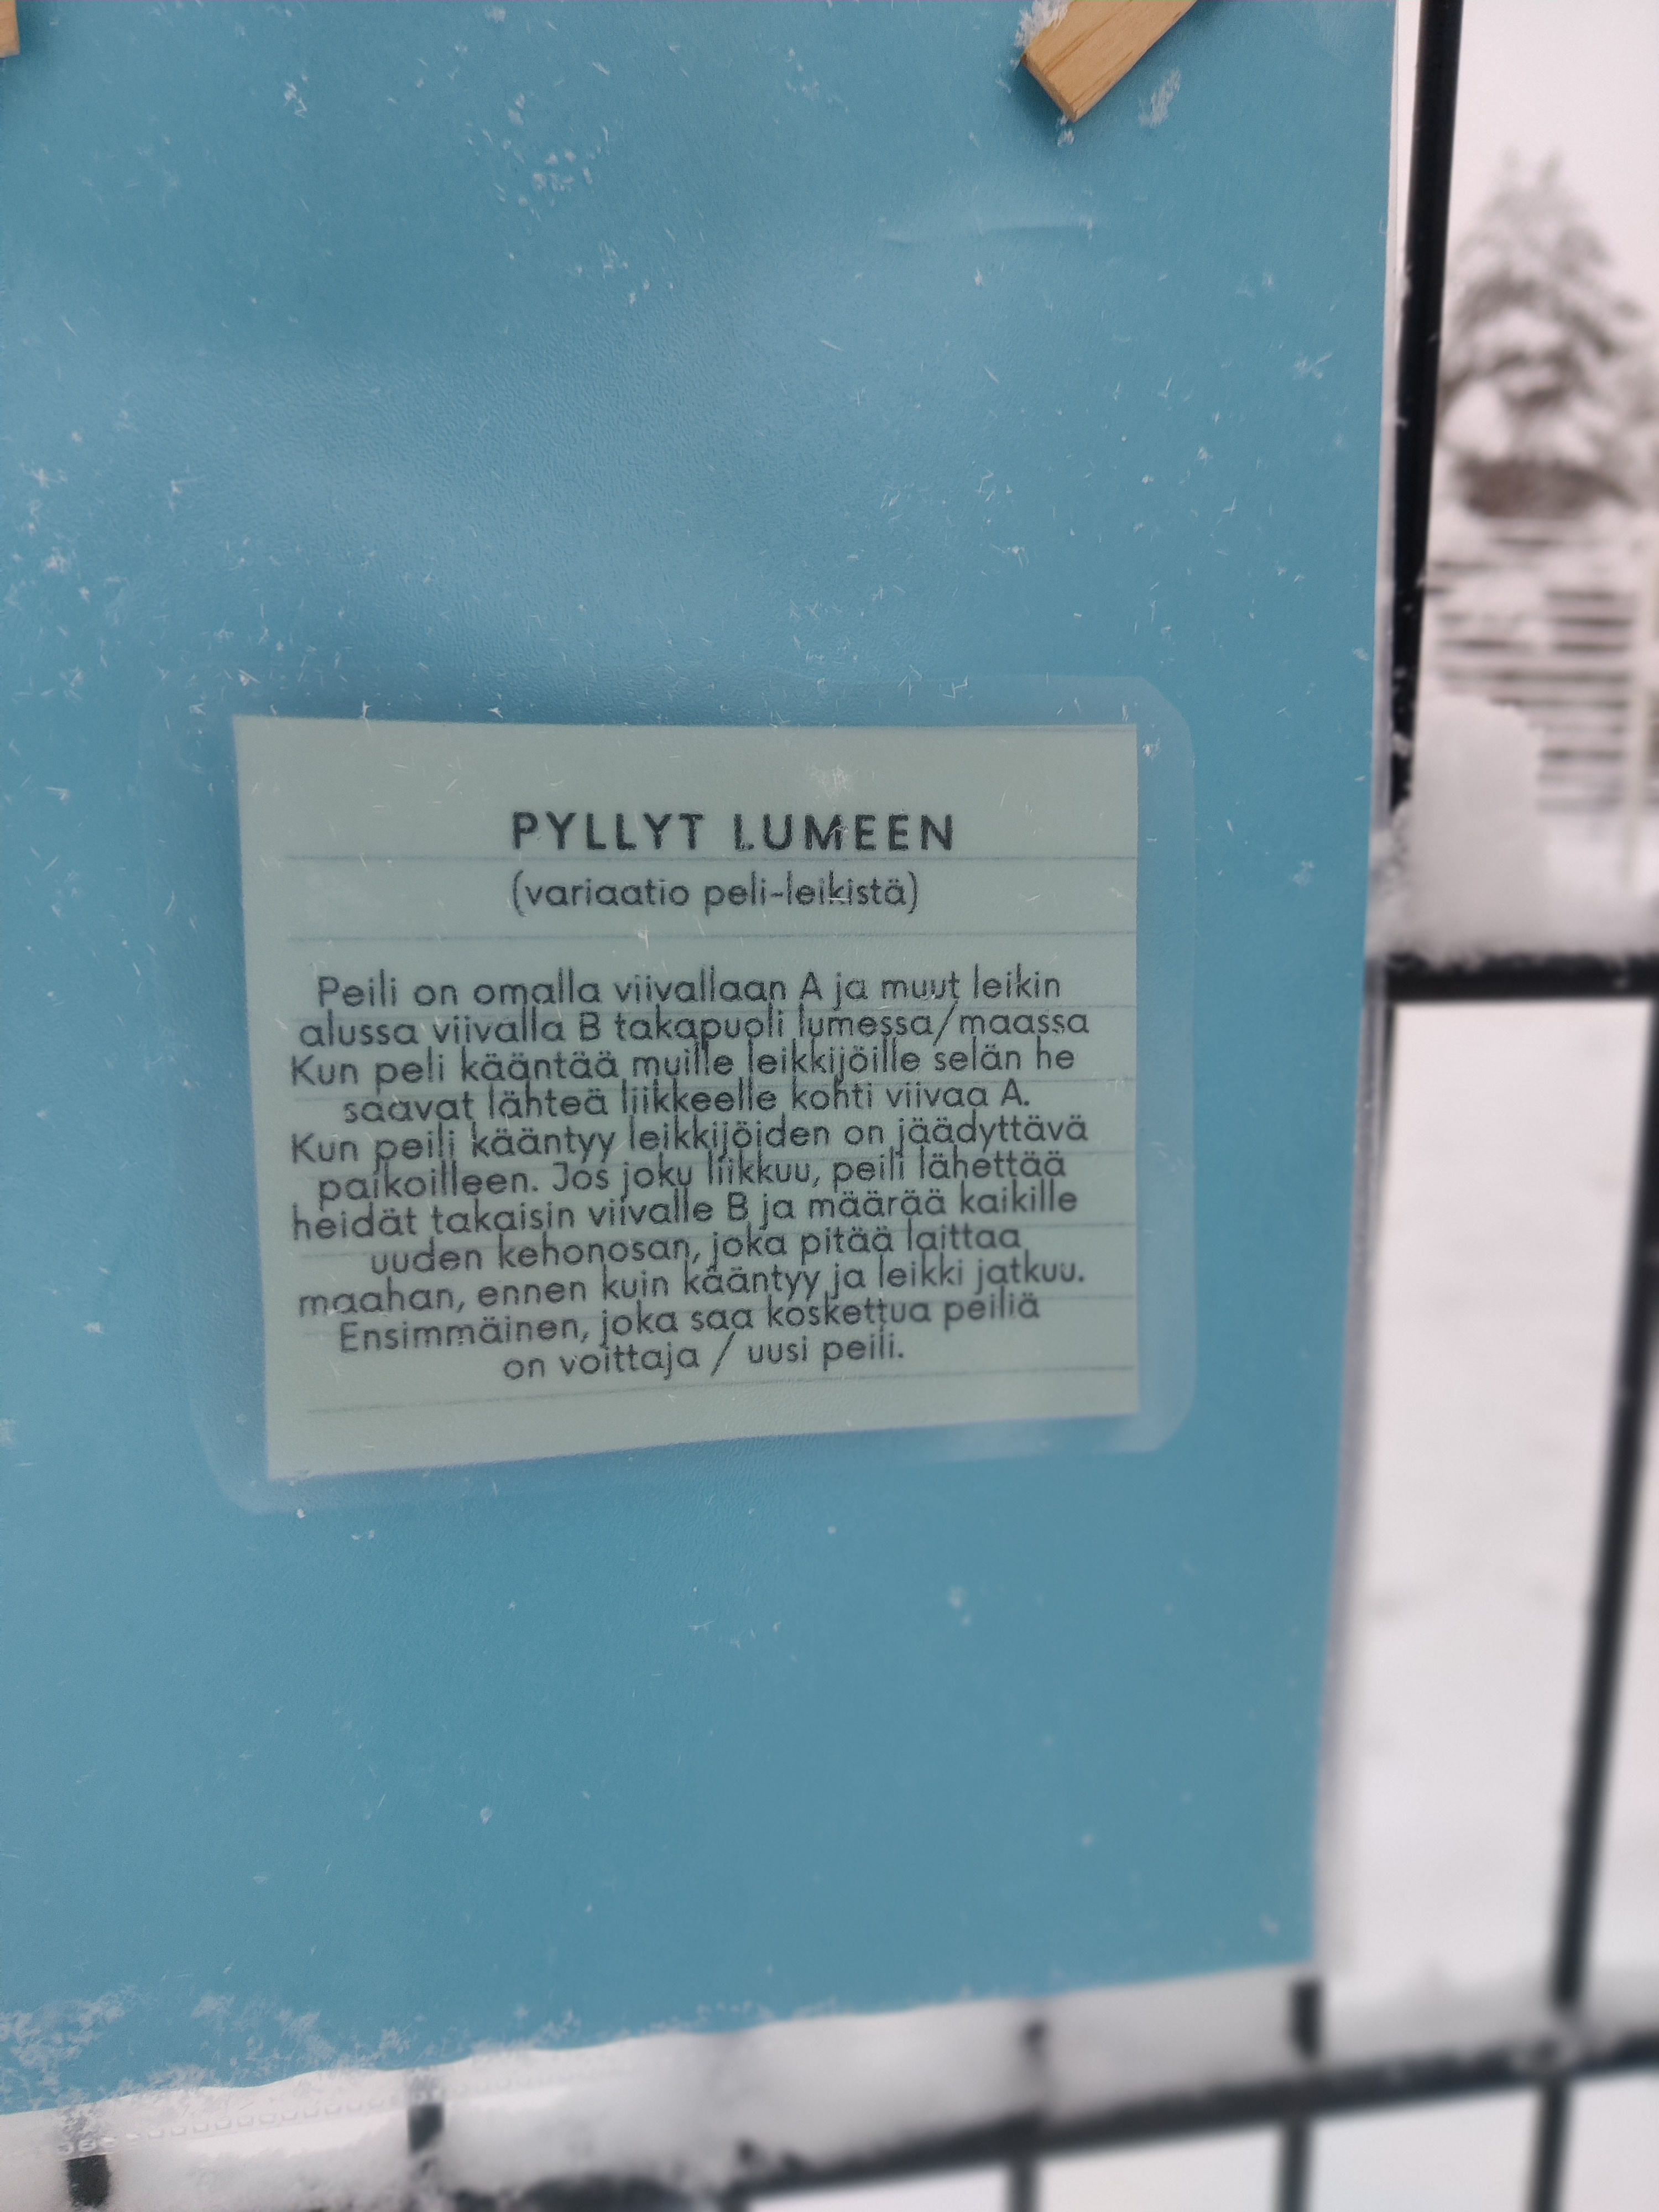 PYLLYT LUMEEN
(variaatio peli-leikistä)
Peili on omalla viivallaan A ja muut leikin
alussa viivalla B takapuoli lumessa/maassa
Kun peli kääntää muille leikkijöille selän he
saavat lähteä liikkeelle kohti viivaa A.
Kun peili kääntyy leikkijöiden on jäädyttävä
paikoilleen. Jos joku liikkuu, peili lähettää
heidät takaisin viivalle B ja määrää kaikille
uuden kehonosan, joka pitää laittaa
maahan, ennen kuin kääntyy ja leikki jatkuu.
Ensimmäinen, joka saa koskettua peiliä
on voittaja / uusi peili.